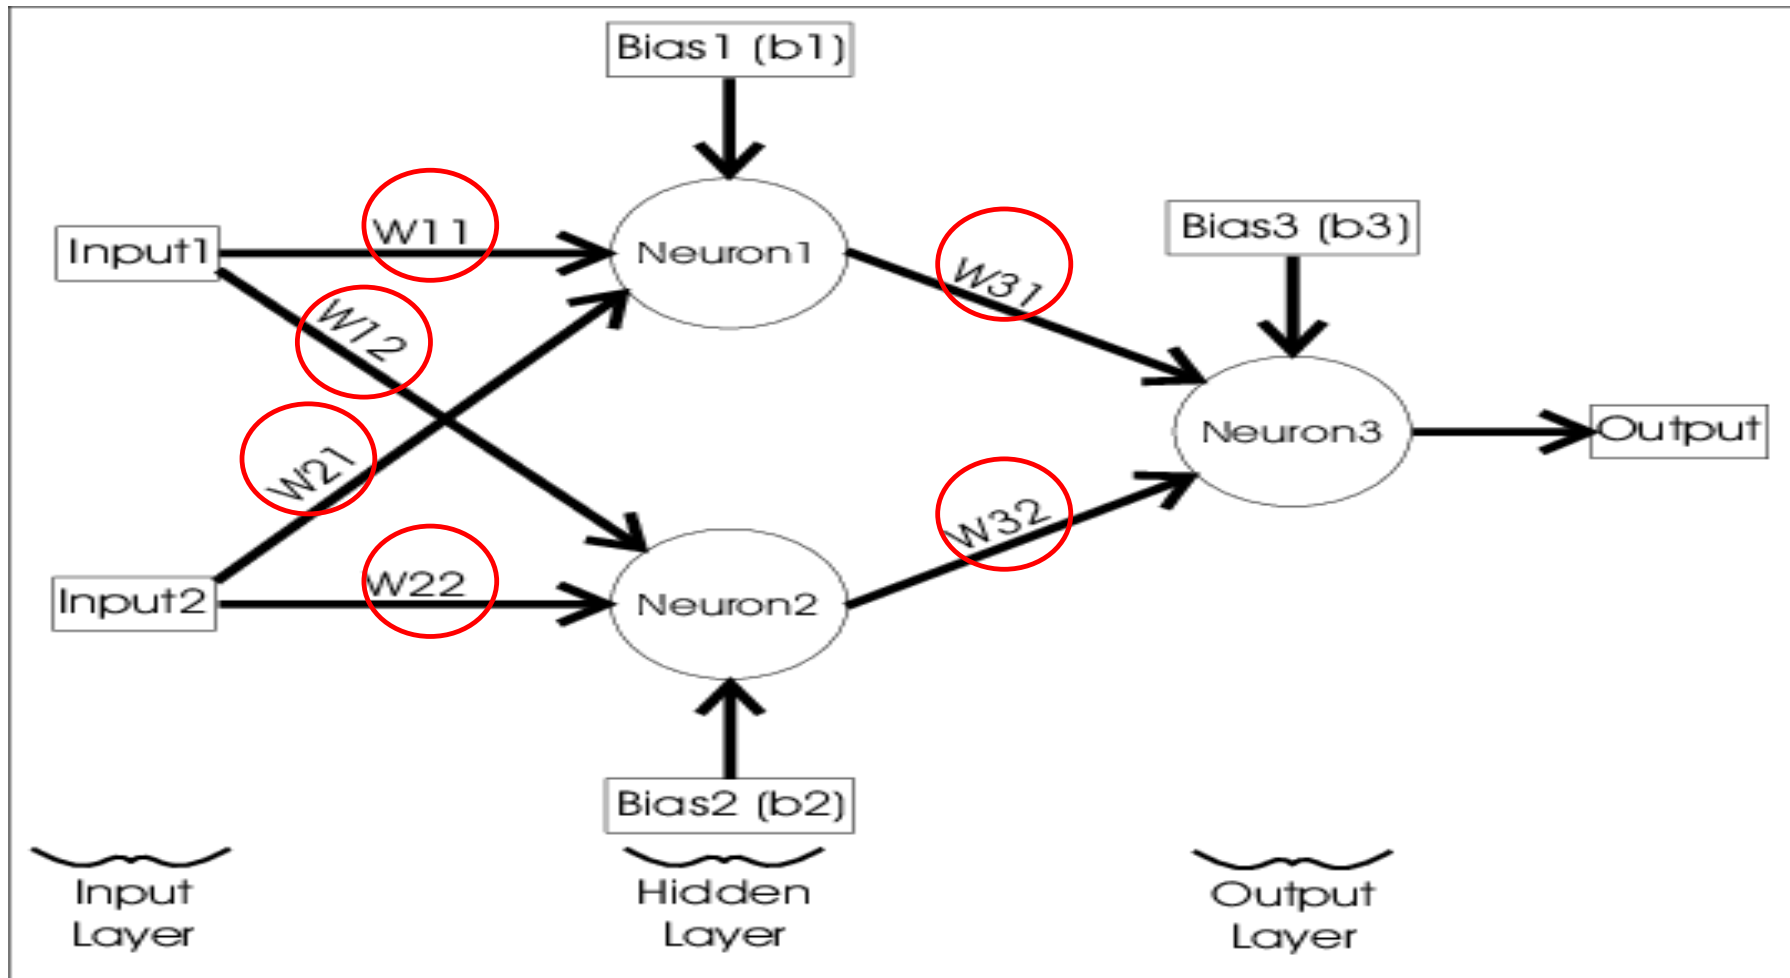 Bias1 (b1)
W11
W31
Bias3 (b3)
Input1
Neuron1
W12
W21
Neuron3
Output
W32
W22
Input2
Neuron2
Bias2 (b2)
Input
Layer
Hidden
Layer
Output
Layer